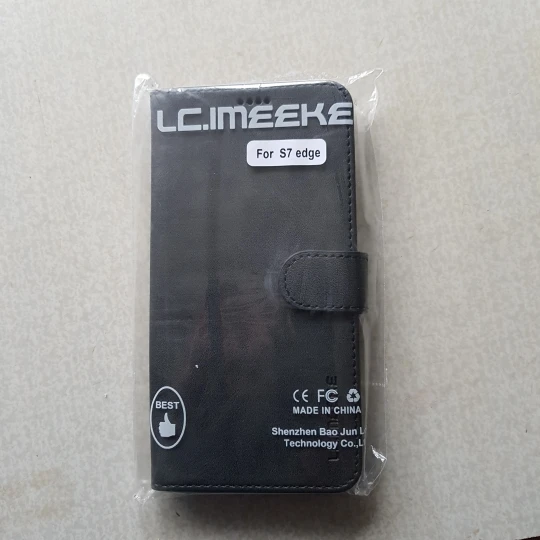 LC.IMEEKE
For S7 edge
BEST
CE FC
MADE IN CHINA
Shenzhen Bao Jun
Technology Co.,